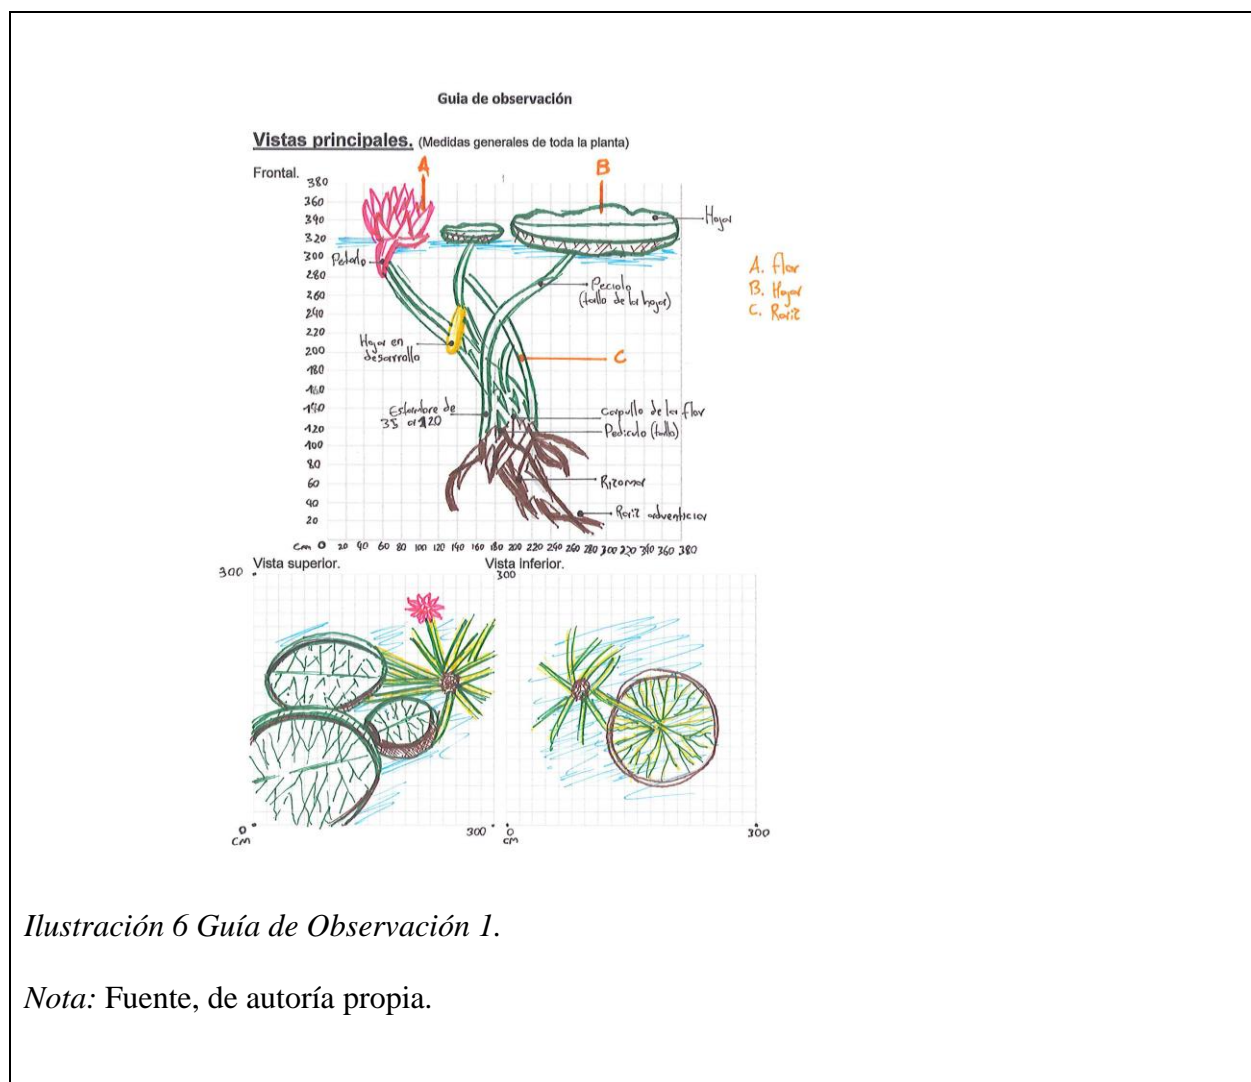 Guia de observación
Vistas principales. (Medidas generales de toda la planta)
Frontal.
A
B
380
360
340
320
300
280
260
240
220
200
180
160
140
120
100
80
60
40
20
cm 0 20 40 60 80 100 120 140 160 180 200 220 240 260 280 300 320 340 360 380
Hoja
Petalo
Peciolo
(tallo de la hoja)
Hoja en
desarrollo
C
Estambre de
35 a 120
capullo de la flor
Pediculo (tallo)
Rizoma
Raiz adventicia
A. Flor
B. Hoja
C. Raiz
Vista superior.
300
0
cm
300
Vista inferior.
300
0
cm
300
Ilustración 6 Guía de Observación 1.
Nota: Fuente, de autoría propia.